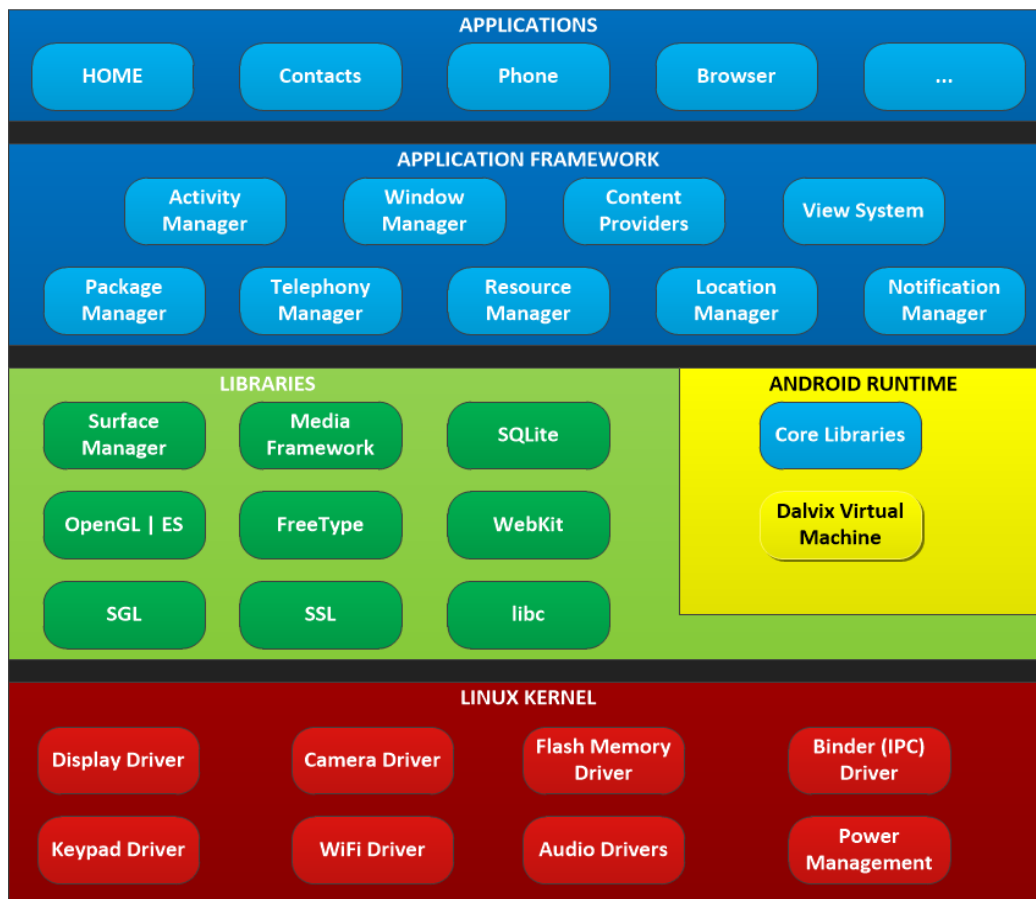 APPLICATIONS
HOME
Contacts
Phone
Browser
...
APPLICATION FRAMEWORK
Activity
Manager
Window
Manager
Content
Providers
View System
Package
Manager
Telephony
Manager
Resource
Manager
Location
Manager
Notification
Manager
LIBRARIES
Surface
Manager
Media
Framework
SQLite
OpenGL | ES
FreeType
WebKit
SGL
SSL
libc
ANDROID RUNTIME
Core Libraries
Dalvix Virtual
Machine
LINUX KERNEL
Display Driver
Camera Driver
Flash Memory
Driver
Binder (IPC)
Driver
Keypad Driver
WiFi Driver
Audio Drivers
Power
Management